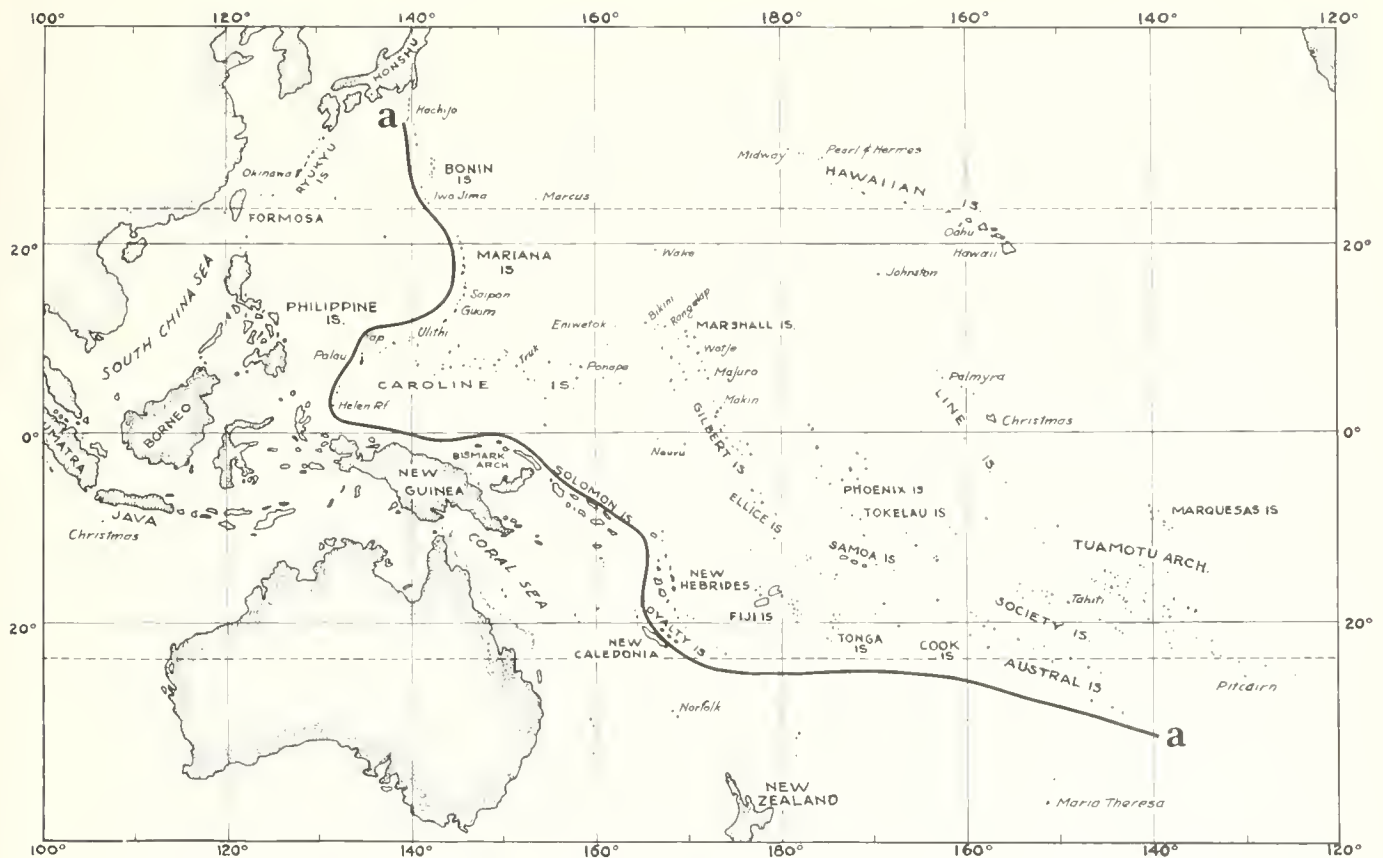 100° 120° 140° 160° 180° 160° 140° 120°
HONSHU
Hachijo
a
Midway
Pearl & Hermes
HAWAIIAN
IS.
BONIN
IS
Okinawa
RYUKYU
IS
Iwo Jima
Marcus
FORMOSA
Oahu
Hawaii
20°
20°
Wake
MARIANA
IS
Johnston
SOUTH CHINA SEA
Saipan
Guam
PHILIPPINE
IS.
Bikini
Rongelap
Eniwetok
MARSHALL IS.
ap
Ulithi
Wotje
Palau
Truk
Ponape
Majuro
CAROLINE IS.
Palmyra
Helen Rf
Makin
LINE
IS
Christmas
0°
0°
BORNEO
UMATRA
GILBERT IS
Nauru
BISMARK
ARCH
NEW
GUINEA
SOLOMON IS
JAVA
Christmas
ELLICE IS
PHOENIX IS
TOKELAU IS
MARQUESAS IS
CORAL SEA
SAMOA IS
TUAMOTU ARCH.
NEW
HEBRIDES
FIJI IS
Tahiti
SOCIETY IS.
OYALTY IS
20°
20°
NEW
CALEDONIA
TONGA
IS
COOK
IS
AUSTRAL IS
Pitcairn
Norfolk
a
NEW
ZEALAND
Maria Theresa
100° 120° 140° 160° 180° 160° 140° 120°